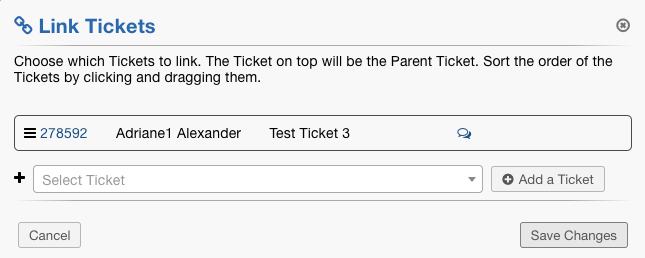 Link Tickets
Choose which Tickets to link. The Ticket on top will be the Parent Ticket. Sort the order of the
Tickets by clicking and dragging them.
278592 Adriane1 Alexander Test Ticket 3
Select Ticket Add a Ticket
Cancel Save Changes